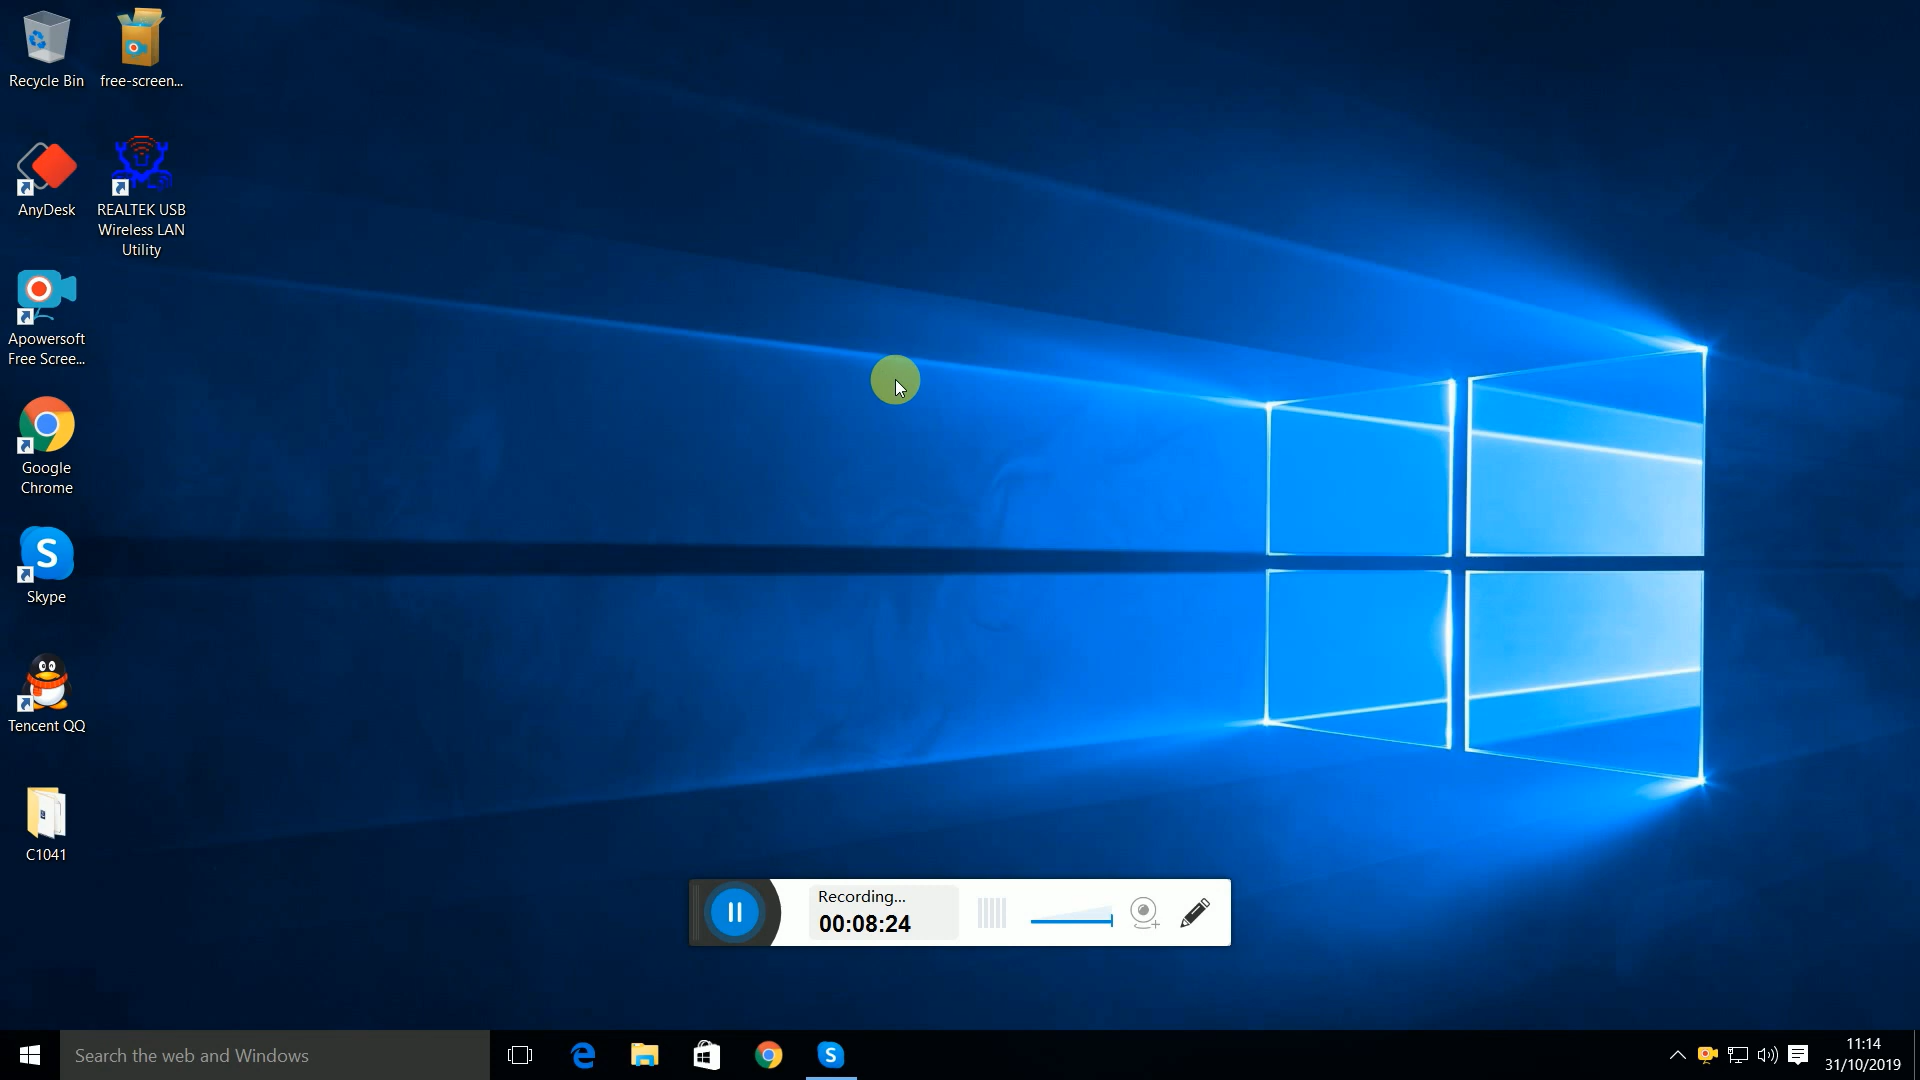 Recycle Bin
free-screen...
AnyDesk
REALTEK USB
Wireless LAN
Utility
Apowersoft
Free Scree...
Google
Chrome
S
Skype
Tencent QQ
C1041
Recording...
00:08:24
Search the web and Windows
S
11:14
31/10/2019